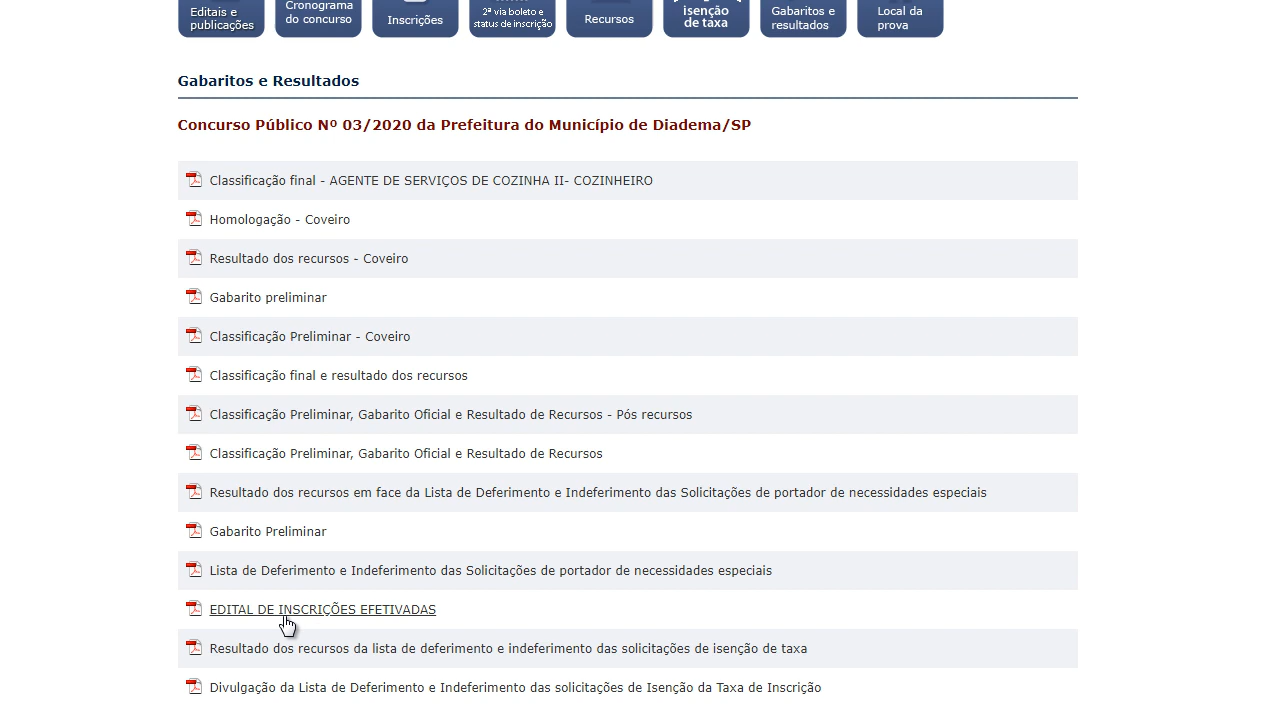 Editais e
publicações
Cronograma
do concurso
Inscrições
2ª via boleto e
status de inscrição
Recursos
isenção
de taxa
Gabaritos e
resultados
Local da
prova
Gabaritos e Resultados
Concurso Público Nº 03/2020 da Prefeitura do Município de Diadema/SP
Classificação final - AGENTE DE SERVIÇOS DE COZINHA II- COZINHEIRO
Homologação - Coveiro
Resultado dos recursos - Coveiro
Gabarito preliminar
Classificação Preliminar - Coveiro
Classificação final e resultado dos recursos
Classificação Preliminar, Gabarito Oficial e Resultado de Recursos - Pós recursos
Classificação Preliminar, Gabarito Oficial e Resultado de Recursos
Resultado dos recursos em face da Lista de Deferimento e Indeferimento das Solicitações de portador de necessidades especiais
Gabarito Preliminar
Lista de Deferimento e Indeferimento das Solicitações de portador de necessidades especiais
EDITAL DE INSCRIÇÕES EFETIVADAS
Resultado dos recursos da lista de deferimento e indeferimento das solicitações de isenção de taxa
Divulgação da Lista de Deferimento e Indeferimento das solicitações de Isenção da Taxa de Inscrição